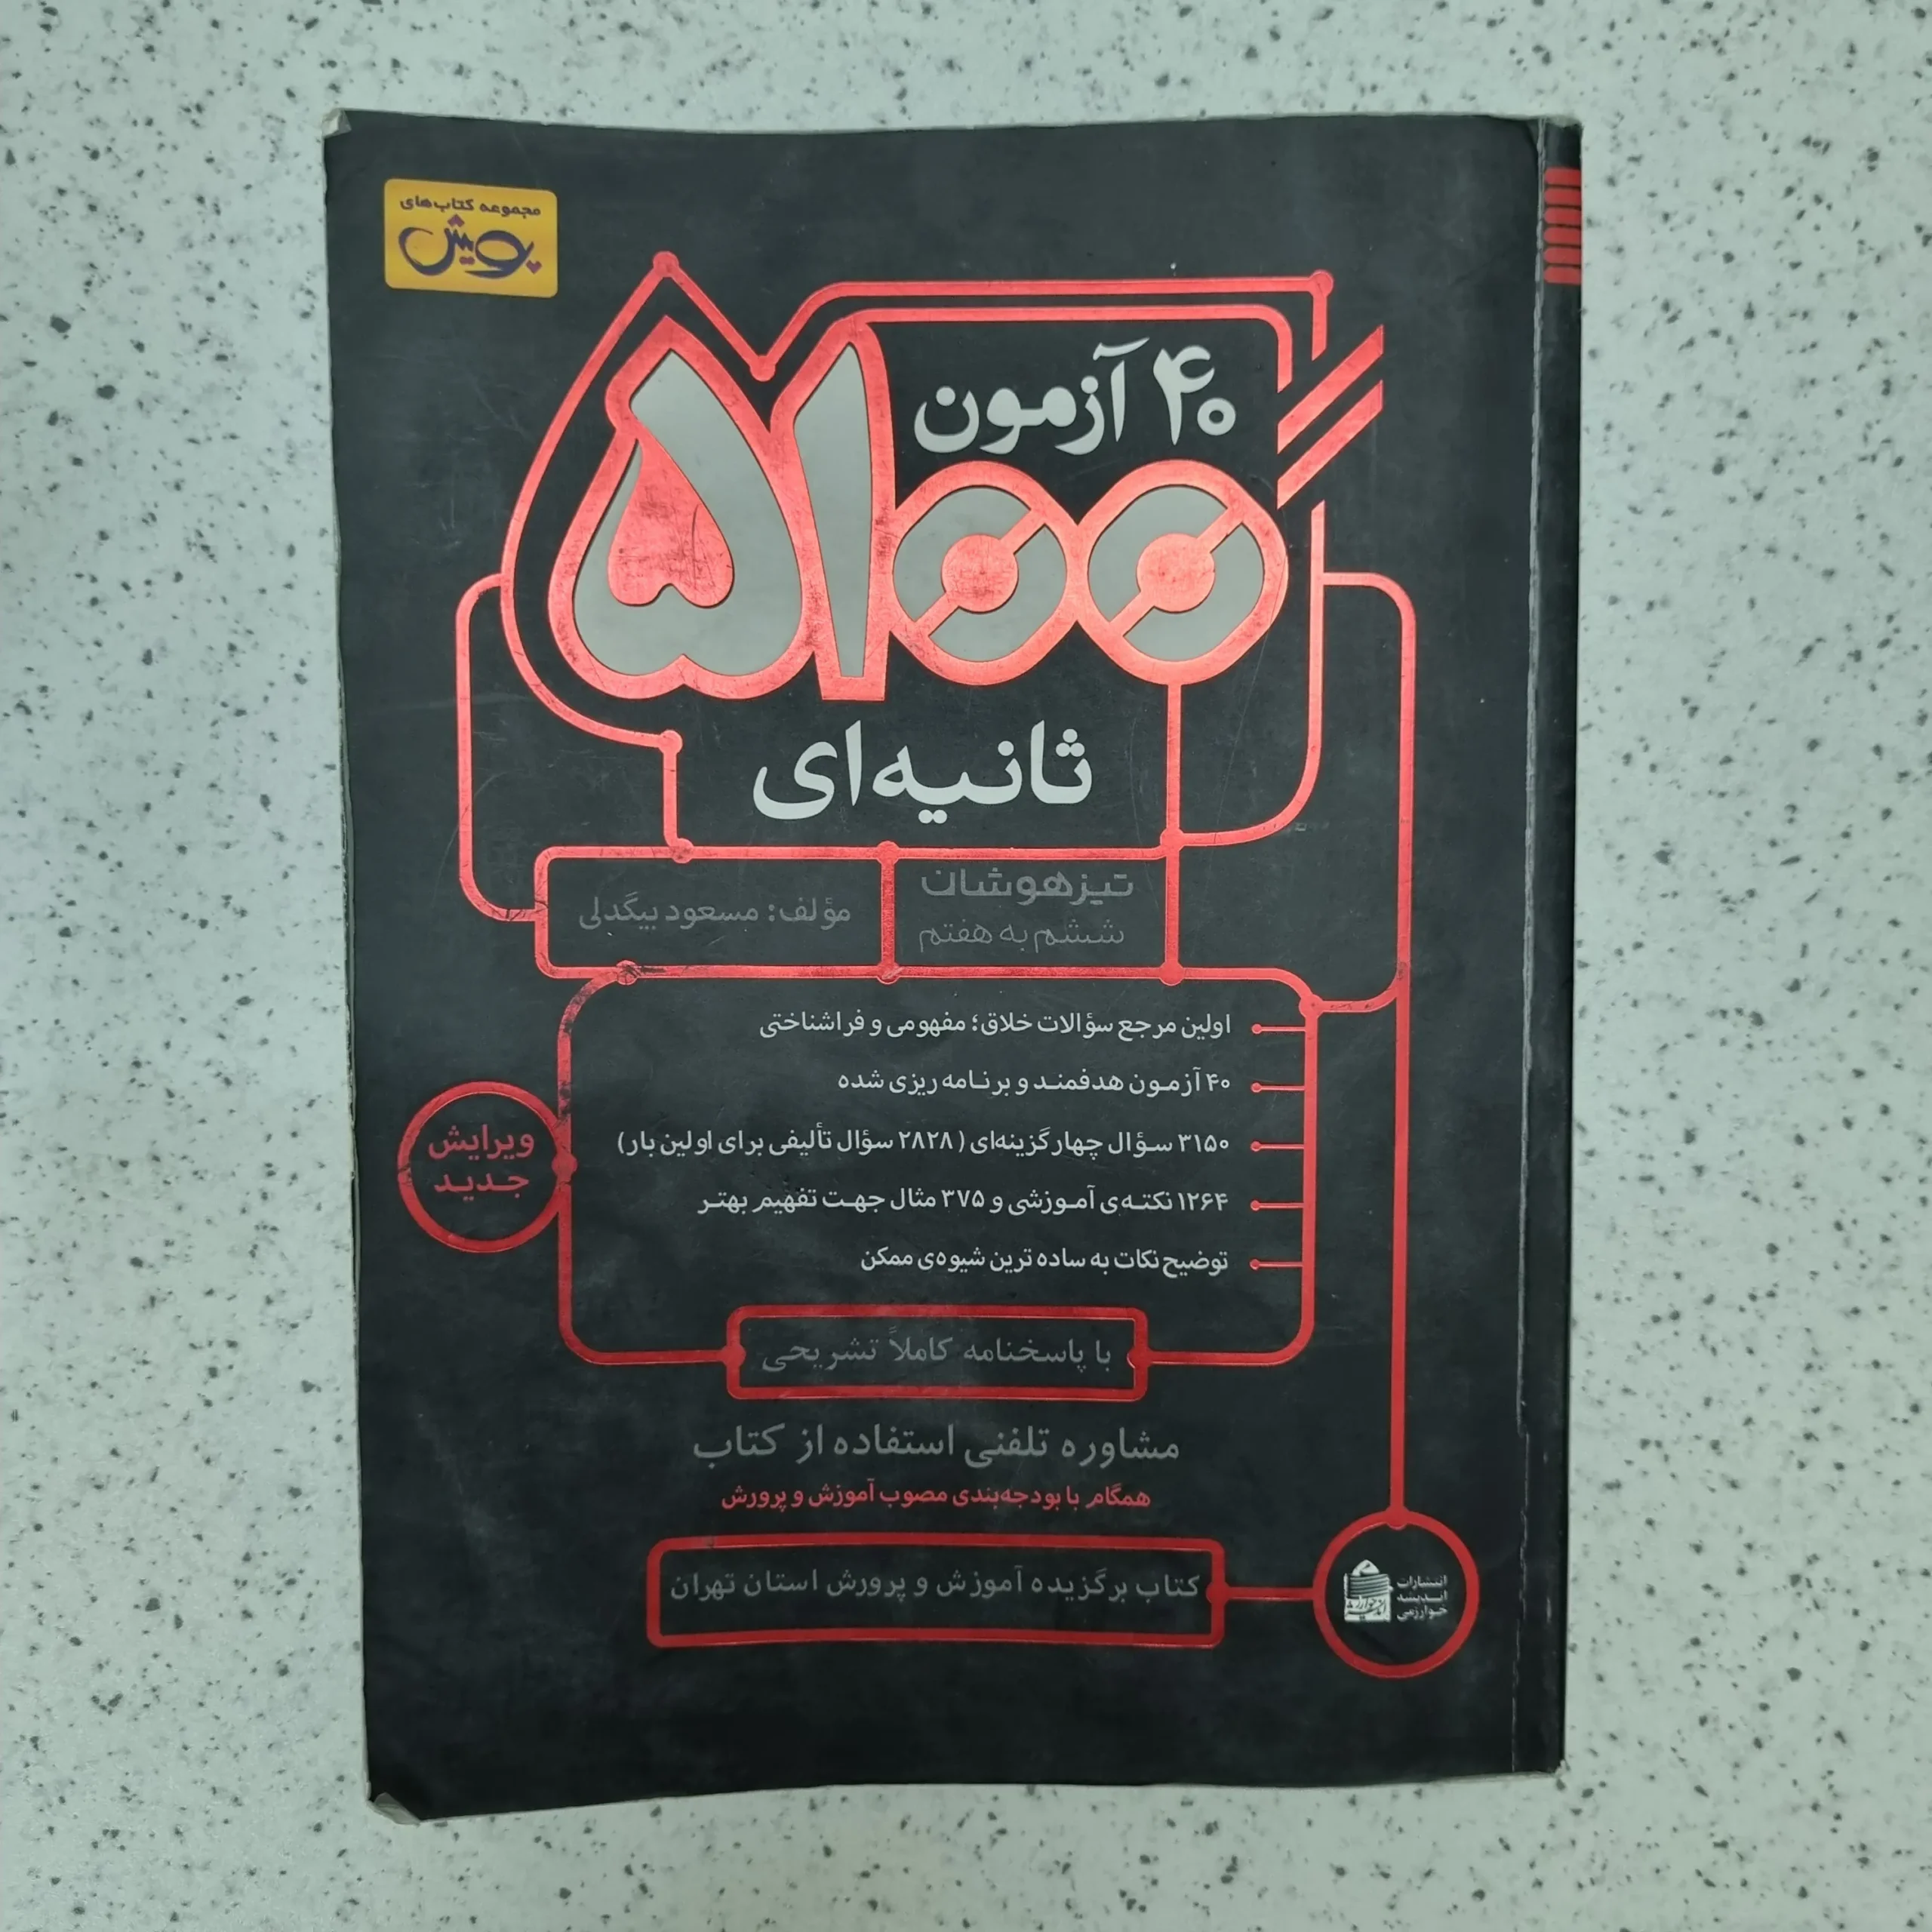 مجموعه کتاب‌های
پویش
۴۰ آزمون
۵۱۰۰
ثانیه‌ای
تیزهوشان
ششم به هفتم
مؤلف: مسعود بیگدلی
اولین مرجع سؤالات خلاق؛ مفهومی و فراشناختی
۴۰ آزمون هدفمند و برنامه ریزی شده
۳۱۵۰ سؤال چهارگزینه‌ای (۲۸۲۸ سؤال تألیفی برای اولین بار)
۱۲۶۴ نکته‌ی آموزشی و ۳۷۵ مثال جهت تفهیم بهتر
توضیح نکات به ساده ترین شیوه‌ی ممکن
ویرایش
جدید
با پاسخنامه کاملاً تشریحی
مشاوره تلفنی استفاده از کتاب
همگام با بودجه‌بندی مصوب آموزش و پرورش
کتاب برگزیده آموزش و پرورش استان تهران
انتشارات
اندیشه
خوارزمی